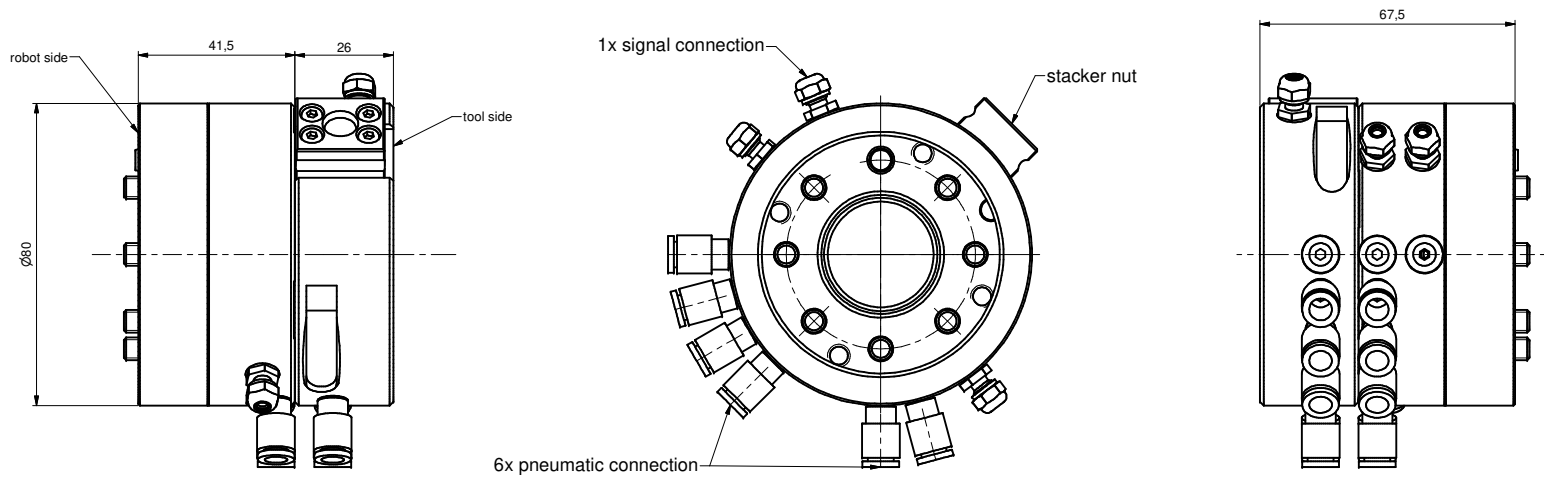 robot side
41,5
26
tool side
Ø80
1x signal connection
stacker nut
6x pneumatic connection
67,5